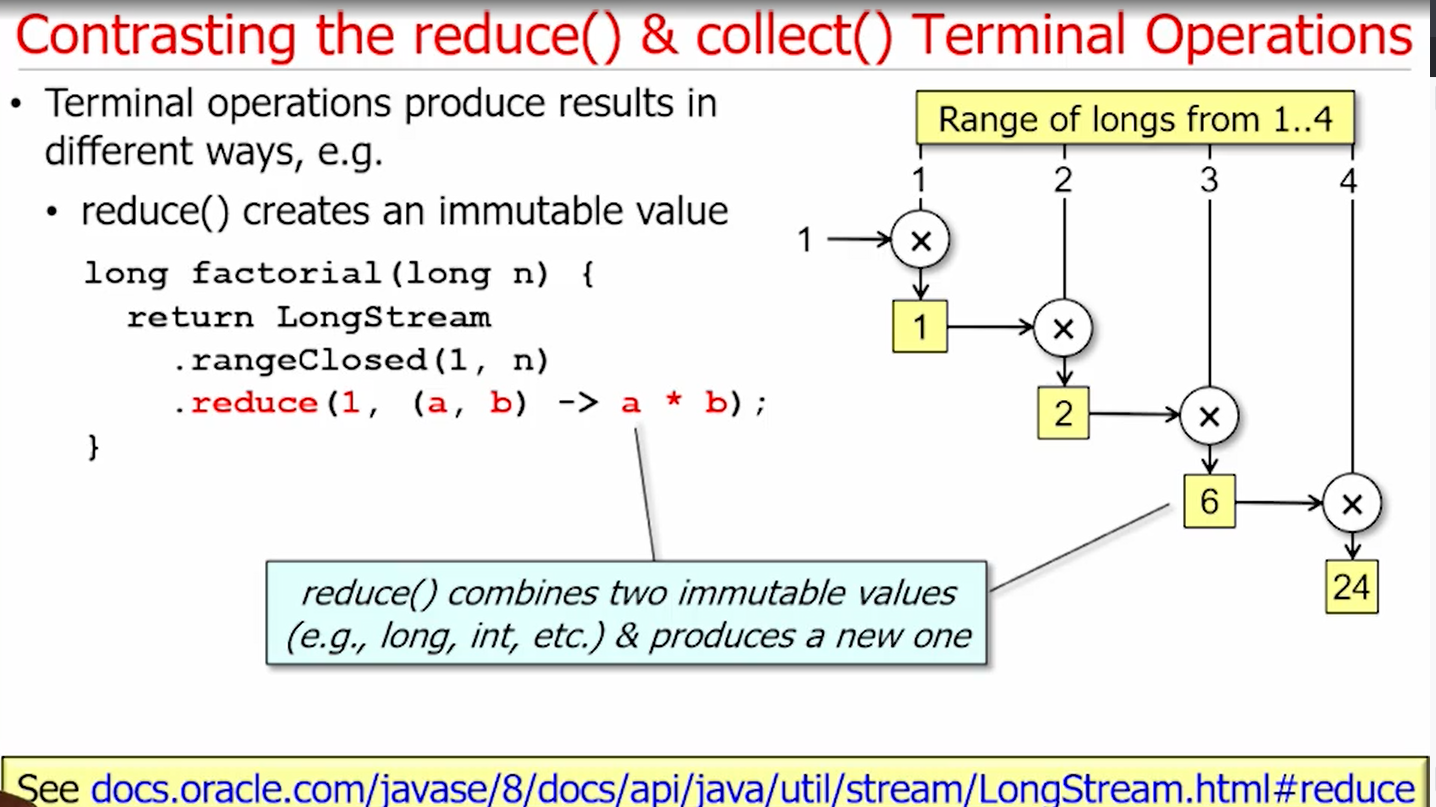 Contrasting the reduce() & collect() Terminal Operations
• Terminal operations produce results in
different ways, e.g.
• reduce() creates an immutable value
long factorial(long n) {
return LongStream
.rangeClosed(1, n)
.reduce(1, (a, b) -> a * b);
}
Range of longs from 1..4
1 2 3 4
1 ×
1 ×
2 ×
6 ×
24
reduce() combines two immutable values
(e.g., long, int, etc.) & produces a new one
See docs.oracle.com/javase/8/docs/api/java/util/stream/LongStream.html#reduce